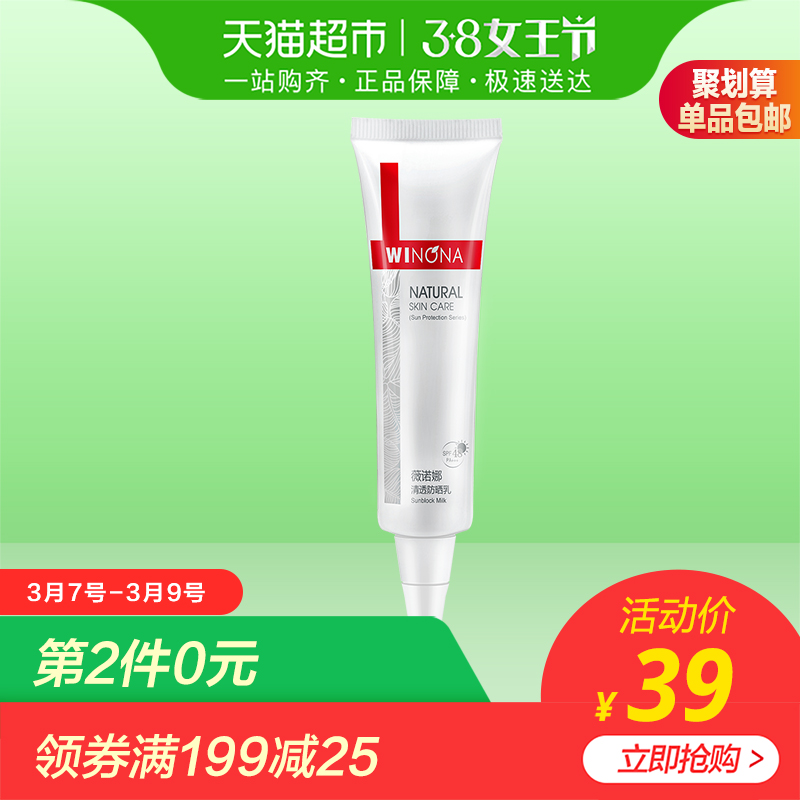 天猫超市 3·8女王节
一站购齐·正品保障·极速送达
聚划算
单品包邮
WINONA
NATURAL
SKIN CARE
(Sun Protection Series)
SPF 48
PA+++
薇诺娜
清透防晒乳
Sunblock Milk
3月7号-3月9号
第2件0元
领券满199减25
活动价
¥39
立即抢购 >